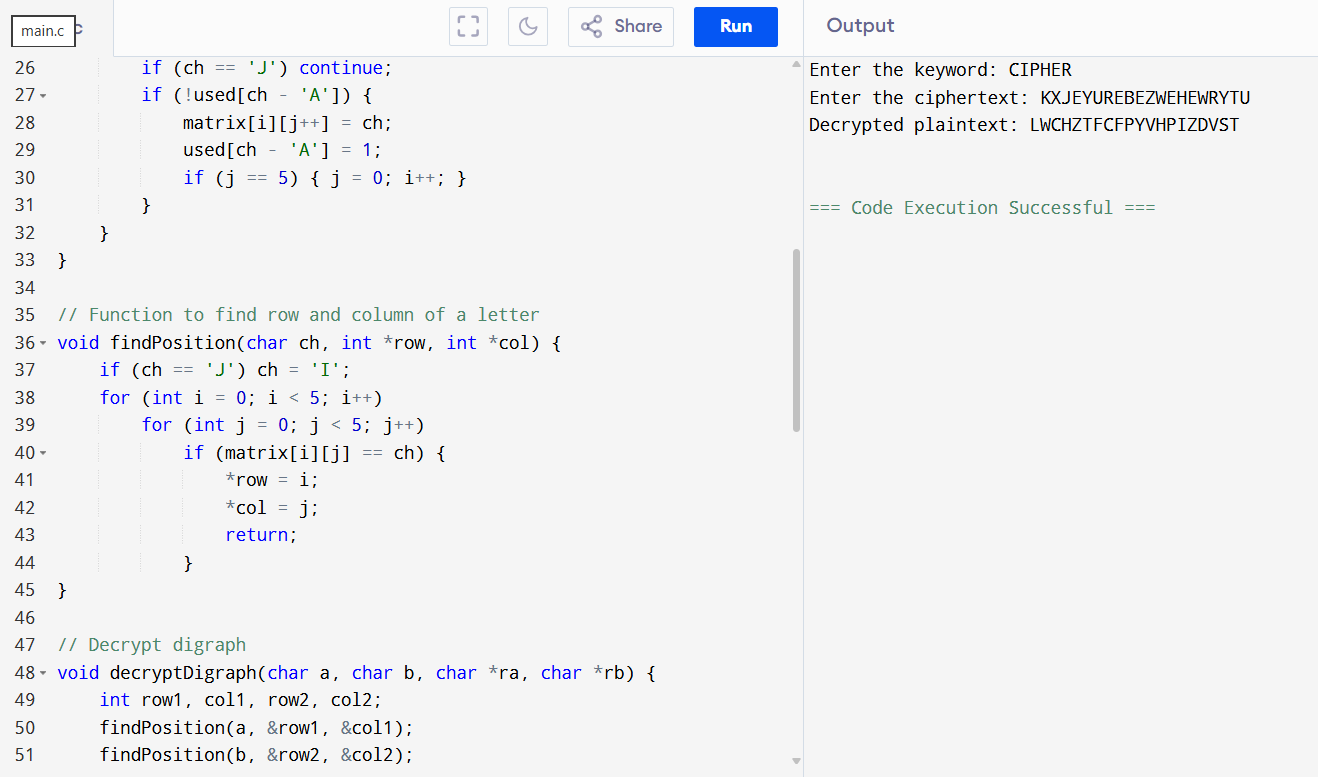 main.c
Share
Run
Output
26 if (ch == 'J') continue;
27 if (!used[ch - 'A']) {
28 matrix[i][j++] = ch;
29 used[ch - 'A'] = 1;
30 if (j == 5) { j = 0; i++; }
31 }
32 }
33 }
34
35 // Function to find row and column of a letter
36 void findPosition(char ch, int *row, int *col) {
37 if (ch == 'J') ch = 'I';
38 for (int i = 0; i < 5; i++)
39 for (int j = 0; j < 5; j++)
40 if (matrix[i][j] == ch) {
41 *row = i;
42 *col = j;
43 return;
44 }
45 }
46
47 // Decrypt digraph
48 void decryptDigraph(char a, char b, char *ra, char *rb) {
49 int row1, col1, row2, col2;
50 findPosition(a, &row1, &col1);
51 findPosition(b, &row2, &col2);
Enter the keyword: CIPHER
Enter the ciphertext: KXJEYUREBEZWEHEWRYTU
Decrypted plaintext: LWCHZTFCFPYVHPIZDVST
=== Code Execution Successful ===